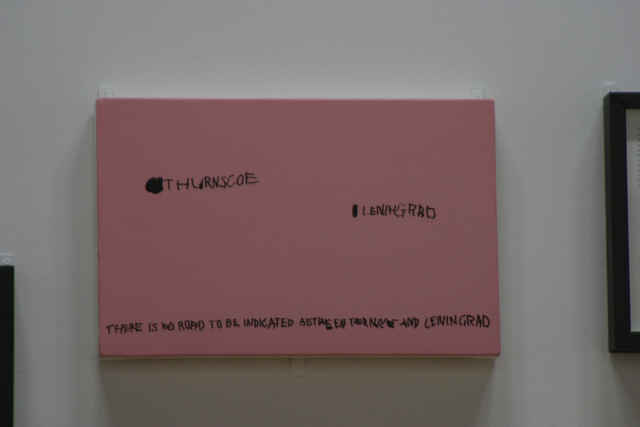 THURNSCOE
LENINGRAD
THERE IS NO ROAD TO BE INDICATED BETWEEN THURNSCOE AND LENINGRAD